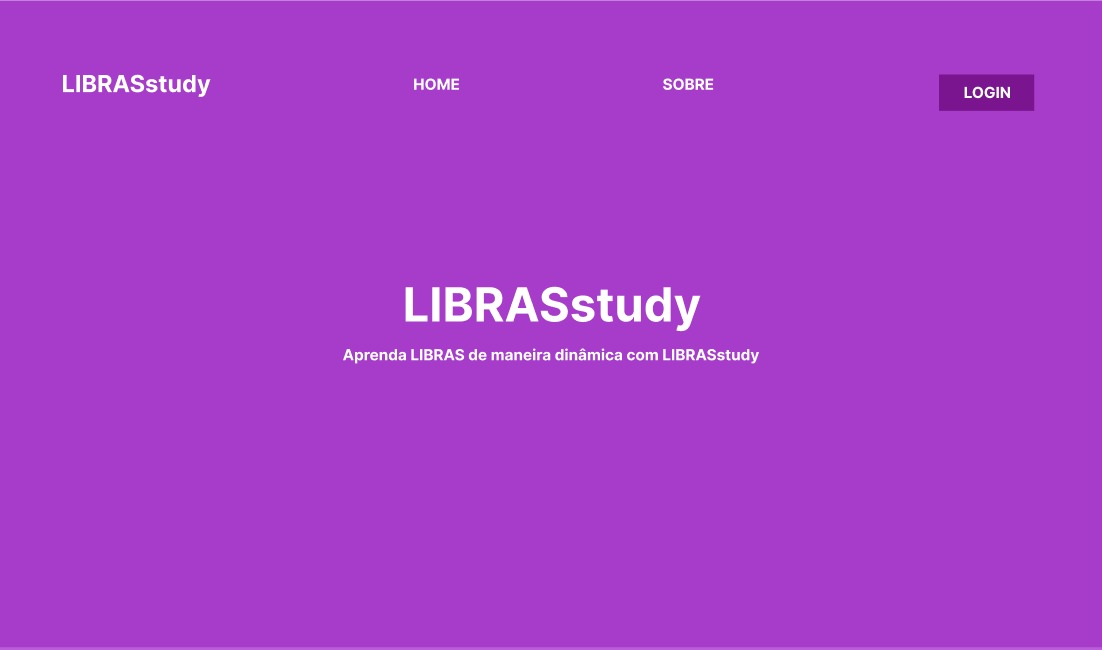 LIBRASstudy
HOME
SOBRE
LOGIN
LIBRASstudy
Aprenda LIBRAS de maneira dinâmica com LIBRASstudy